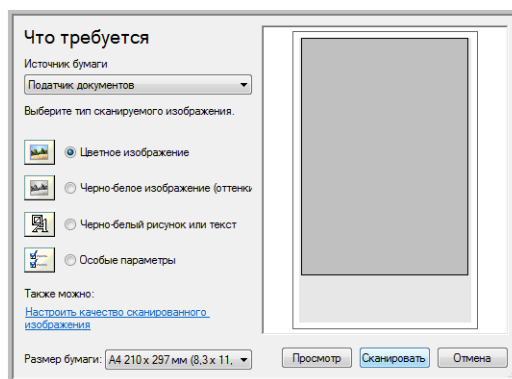 Что требуется
Источник бумаги
Податчик документов
Выберите тип сканируемого изображения.
Цветное изображение
Черно-белое изображение (оттенки
Черно-белый рисунок или текст
Особые параметры
Также можно:
Настроить качество сканированного
изображения
Размер бумаги: A4 210 x 297 мм (8,3 x 11,
Просмотр Сканировать Отмена